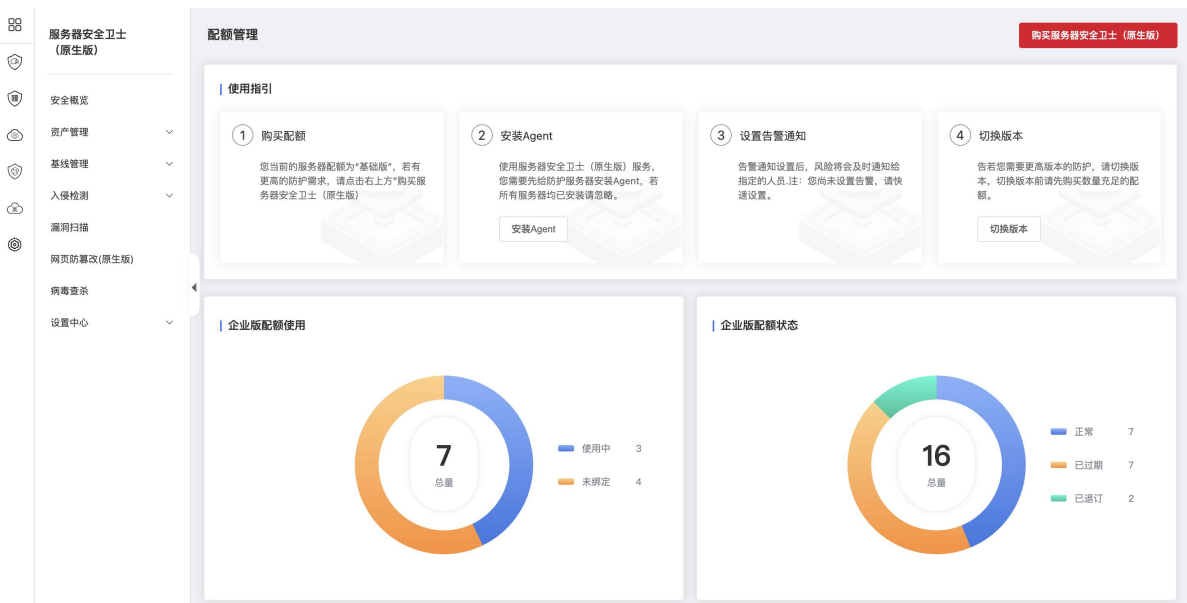 服务器安全卫士
（原生版）
安全概览
资产管理
基线管理
入侵检测
漏洞扫描
网页防篡改(原生版)
病毒查杀
设置中心
配额管理
购买服务器安全卫士（原生版）
使用指引
1 购买配额
您当前的服务器配额为“基础版”，若有
更高的防护需求，请点击右上方“购买服
务器安全卫士（原生版）
2 安装Agent
使用服务器安全卫士（原生版）服务，
您需要先给防护服务器安装Agent，若
所有服务器均已安装请忽略。
安装Agent
3 设置告警通知
告警通知设置后，风险将会及时通知给
指定的人员.注：您尚未设置告警，请快
速设置。
4 切换版本
告若您需要更高版本的防护，请切换版
本，切换版本前请先购买数量充足的配
额。
切换版本
企业版配额使用
7
总量
使用中 3
未绑定 4
企业版配额状态
16
总量
正常 7
已过期 7
已退订 2